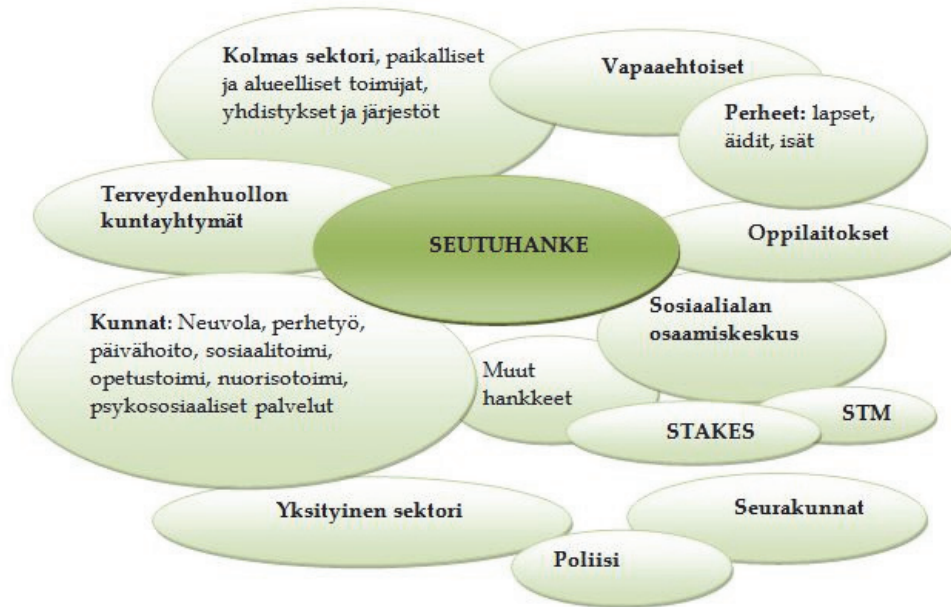 Kolmas sektori, paikalliset
ja alueelliset toimijat,
yhdistykset ja järjestöt
Vapaaehtoiset
Perheet: lapset,
äidit, isät
Terveydenhuollon
kuntayhtymät
SEUTUHANKE
Oppilaitokset
Kunnat: Neuvola, perhetyö,
päivähoito, sosiaalitoimi,
opetustoimi, nuorisotoimi,
psykososiaaliset palvelut
Sosiaalialan
osaamiskeskus
Muut
hankkeet
STM
STAKES
Yksityinen sektori
Seurakunnat
Poliisi